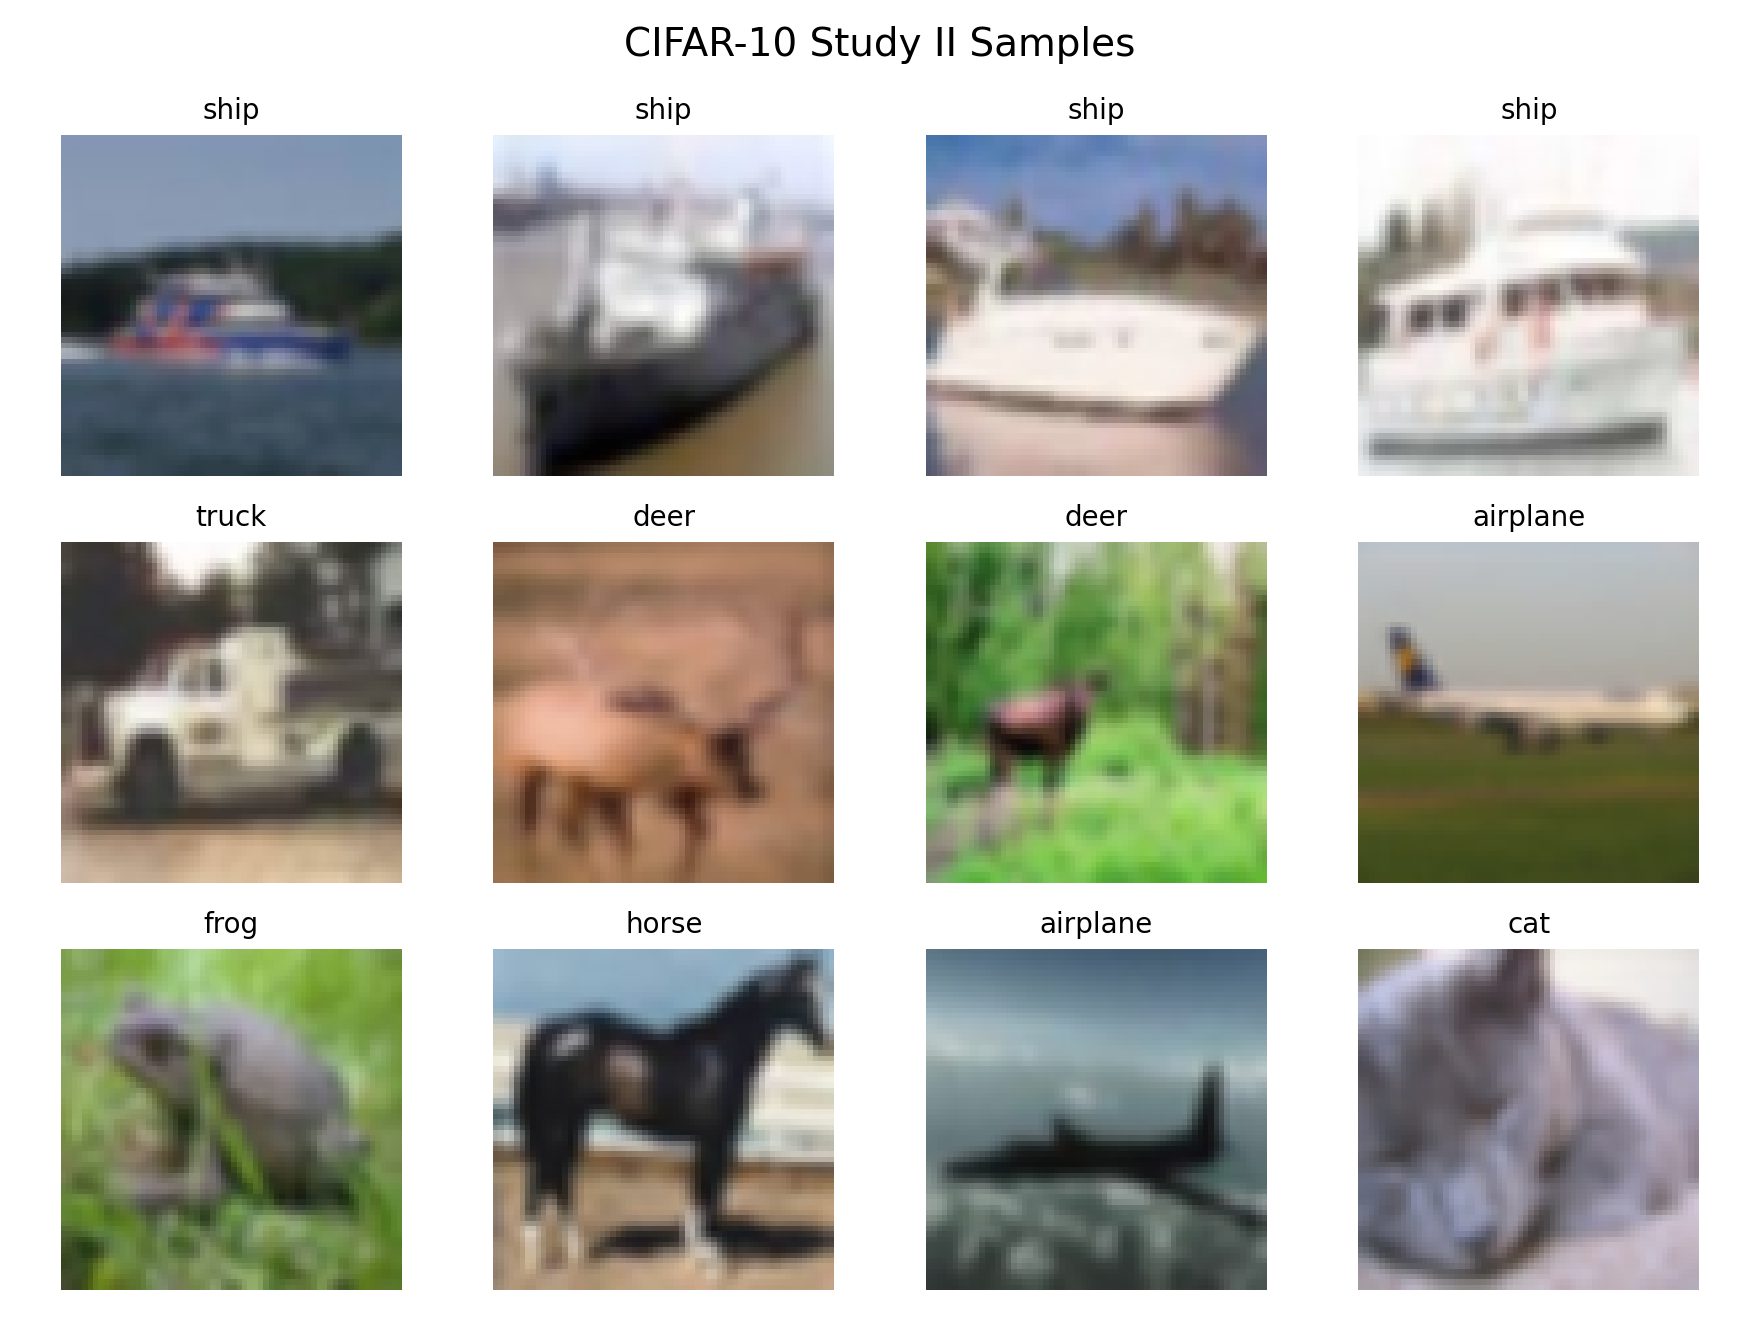 CIFAR-10 Study II Samples
ship ship ship ship
truck deer deer airplane
frog horse airplane cat